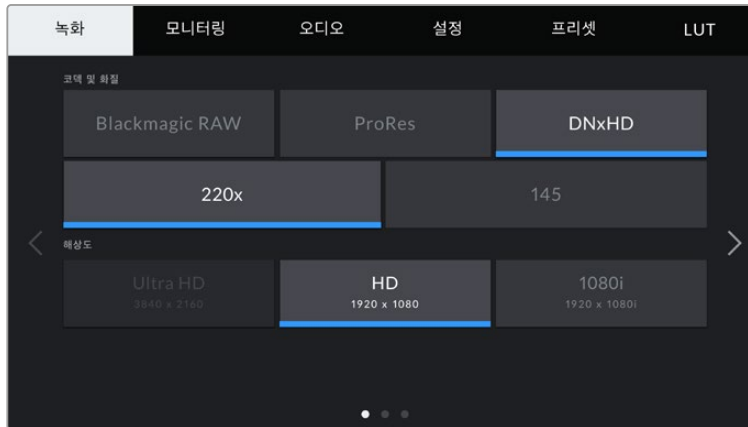 녹화 모니터링 오디오 설정 프리셋 LUT
코덱 및 화질
Blackmagic RAW ProRes DNxHD
220x 145
해상도
Ultra HD HD 1080i
3840 x 2160 1920 x 1080 1920 x 1080i